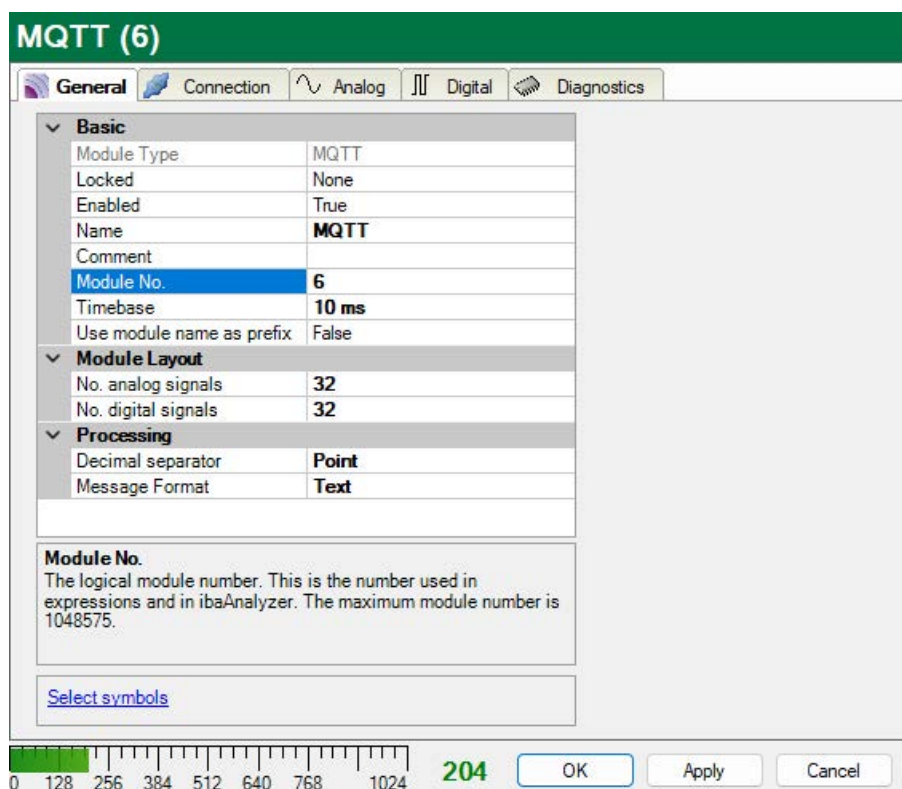 MQTT (6)
General Connection Analog Digital Diagnostics
Basic
Module Type MQTT
Locked None
Enabled True
Name MQTT
Comment
Module No. 6
Timebase 10 ms
Use module name as prefix False
Module Layout
No. analog signals 32
No. digital signals 32
Processing
Decimal separator Point
Message Format Text
Module No.
The logical module number. This is the number used in
expressions and in ibaAnalyzer. The maximum module number is
1048575.
Select symbols
0 128 256 384 512 640 768 1024 204 OK Apply Cancel